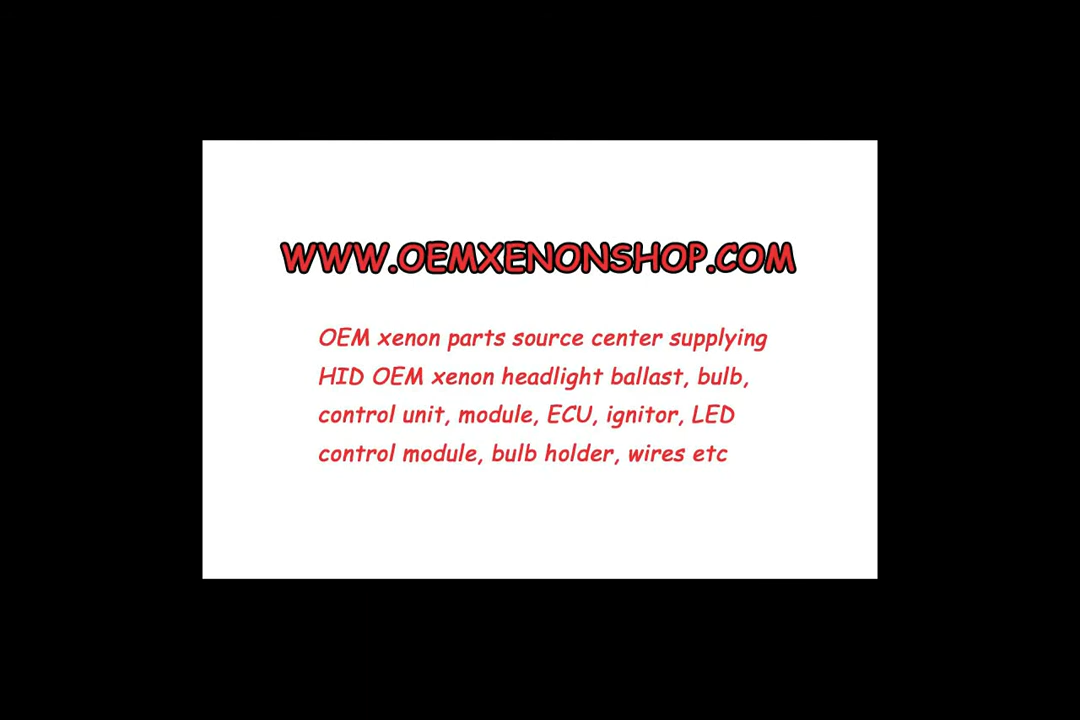 WWW.OEMXENONSHOP.COM
OEM xenon parts source center supplying
HID OEM xenon headlight ballast, bulb,
control unit, module, ECU, ignitor, LED
control module, bulb holder, wires etc